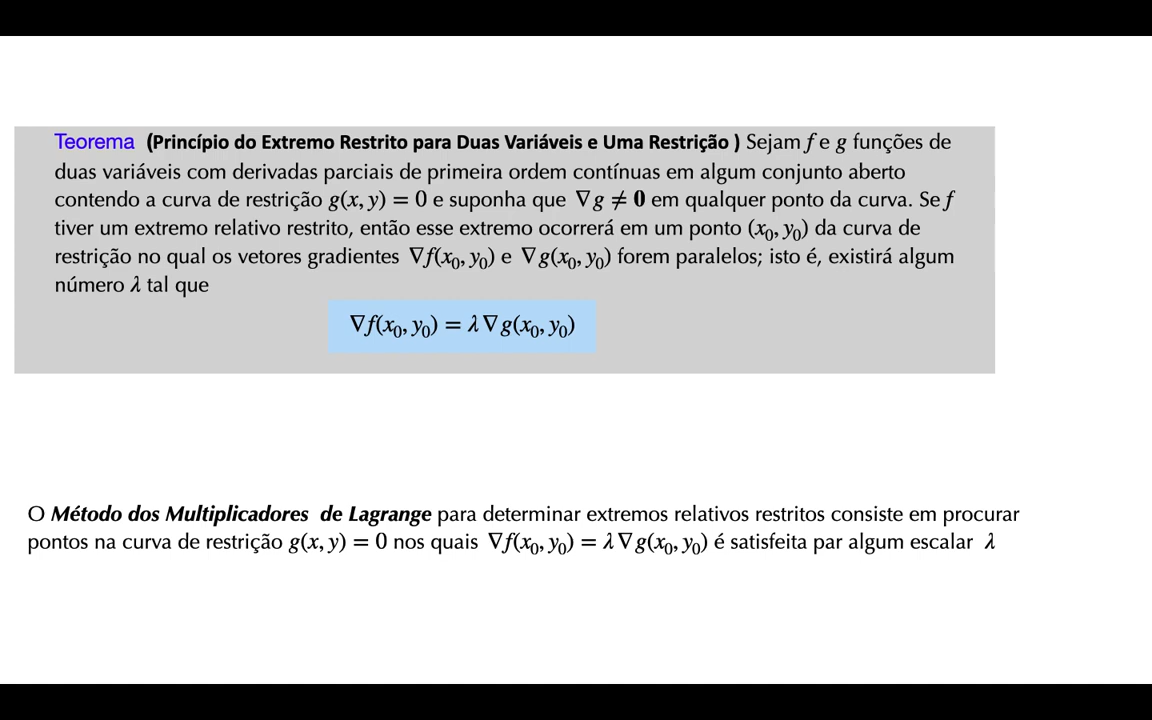 Teorema (Princípio do Extremo Restrito para Duas Variáveis e Uma Restrição ) Sejam f e g funções de
duas variáveis com derivadas parciais de primeira ordem contínuas em algum conjunto aberto
contendo a curva de restrição g(x, y) = 0 e suponha que ∇g ≠ 0 em qualquer ponto da curva. Se f
tiver um extremo relativo restrito, então esse extremo ocorrerá em um ponto (x₀, y₀) da curva de
restrição no qual os vetores gradientes ∇f(x₀, y₀) e ∇g(x₀, y₀) forem paralelos; isto é, existirá algum
número λ tal que
∇f(x₀, y₀) = λ∇g(x₀, y₀)
O Método dos Multiplicadores de Lagrange para determinar extremos relativos restritos consiste em procurar
pontos na curva de restrição g(x, y) = 0 nos quais ∇f(x₀, y₀) = λ∇g(x₀, y₀) é satisfeita par algum escalar λ